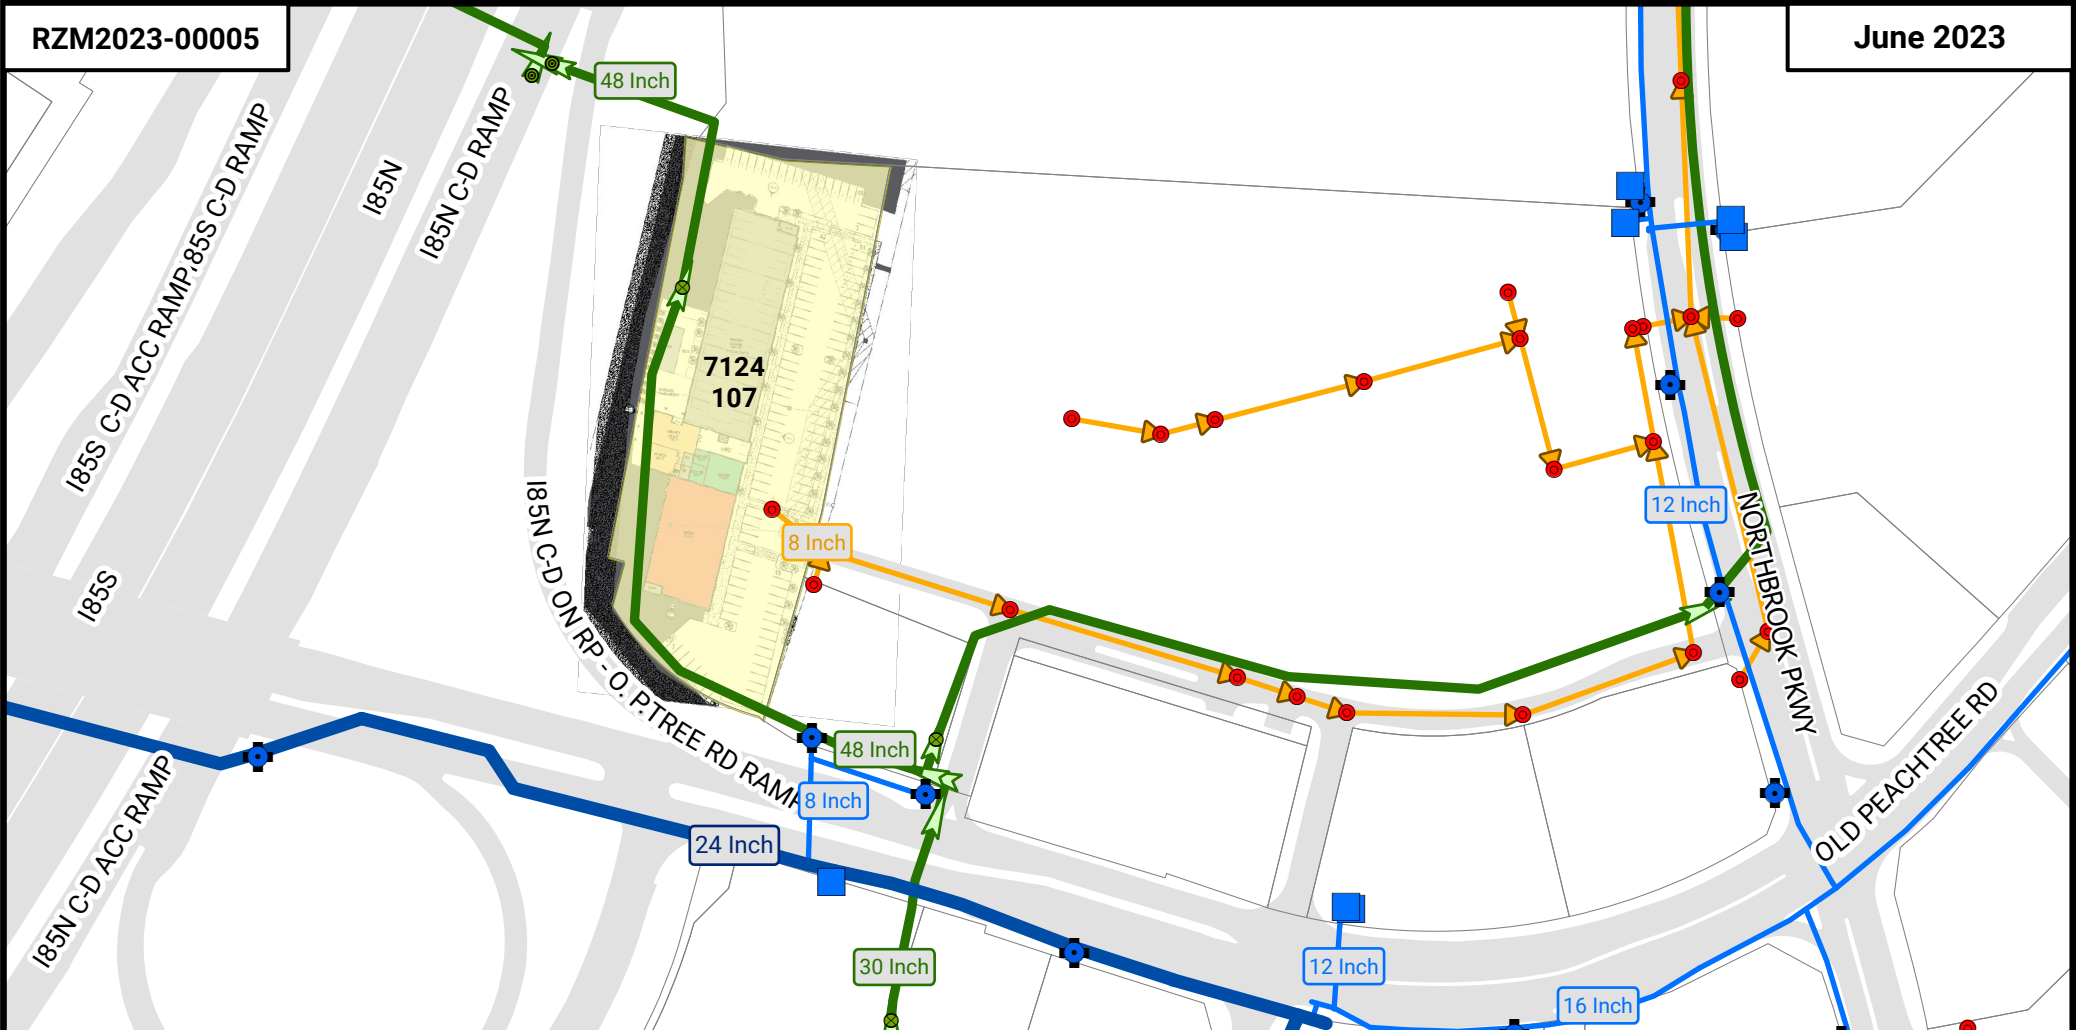 RZM2023-00005
June 2023
48 Inch
I85S C-D RAMP
I85N
I85N C-D RAMP
I85S C-D ACC RAMP
7124
107
12 Inch
NORTHBROOK PKWY
8 Inch
I85S
I85N C-D ON RP - O. P.TREE RD RAMP
48 Inch
8 Inch
24 Inch
I85N C-D ACC RAMP
OLD PEACHTREE RD
30 Inch
12 Inch
16 Inch